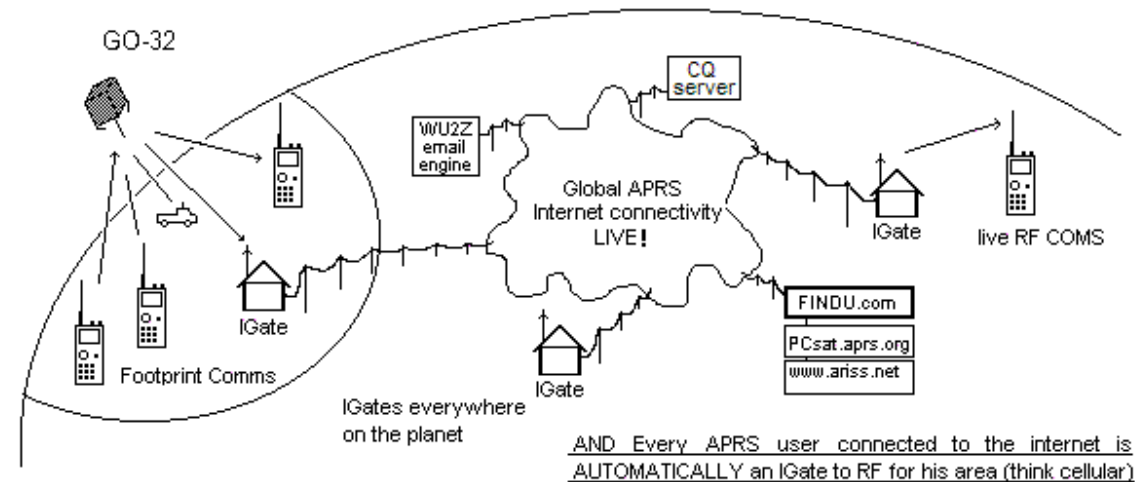 GO-32
CQ
server
WU2Z
email
engine
Global APRS
Internet connectivity
LIVE!
IGate
live RF COMS
IGate
FINDU.com
PCsat.aprs.org
www.ariss.net
IGate
Footprint Comms
IGates everywhere
on the planet
AND Every APRS user connected to the internet is
AUTOMATICALLY an IGate to RF for his area (think cellular)